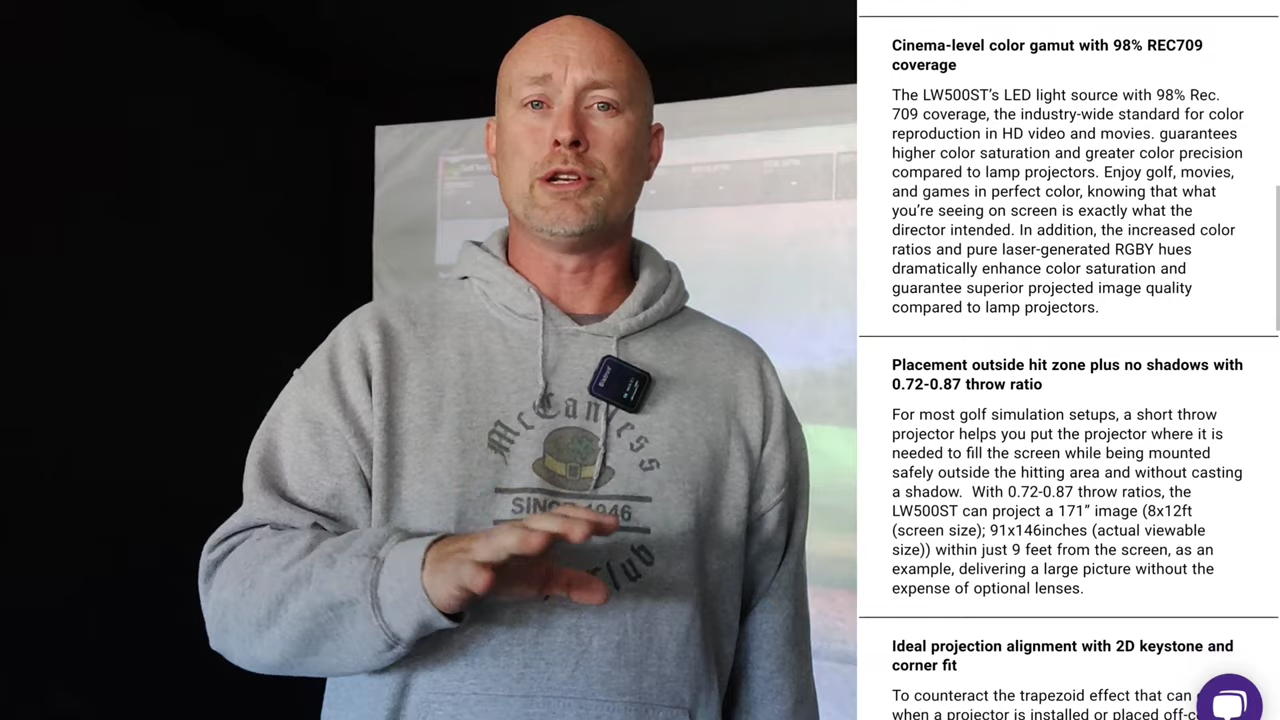 McCanless
SINCE 1946
Club
Cinema-level color gamut with 98% REC709
coverage
The LW500ST’s LED light source with 98% Rec.
709 coverage, the industry-wide standard for color
reproduction in HD video and movies. guarantees
higher color saturation and greater color precision
compared to lamp projectors. Enjoy golf, movies,
and games in perfect color, knowing that what
you’re seeing on screen is exactly what the
director intended. In addition, the increased color
ratios and pure laser-generated RGBY hues
dramatically enhance color saturation and
guarantee superior projected image quality
compared to lamp projectors.
Placement outside hit zone plus no shadows with
0.72-0.87 throw ratio
For most golf simulation setups, a short throw
projector helps you put the projector where it is
needed to fill the screen while being mounted
safely outside the hitting area and without casting
a shadow.  With 0.72-0.87 throw ratios, the
LW500ST can project a 171” image (8x12ft
(screen size); 91x146inches (actual viewable
size)) within just 9 feet from the screen, as an
example, delivering a large picture without the
expense of optional lenses.
Ideal projection alignment with 2D keystone and
corner fit
To counteract the trapezoid effect that can
when a projector is installed or placed off-c